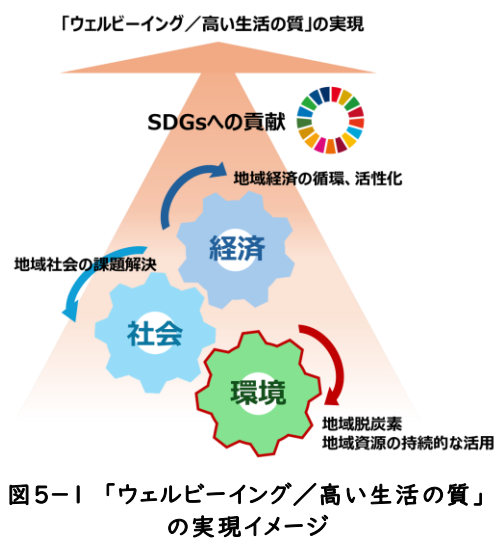 「ウェルビーイング／高い生活の質」の実現
SDGsへの貢献
地域経済の循環、活性化
経済
地域社会の課題解決
社会
環境
地域脱炭素
地域資源の持続的な活用
図5-1 「ウェルビーイング／高い生活の質」
の実現イメージ